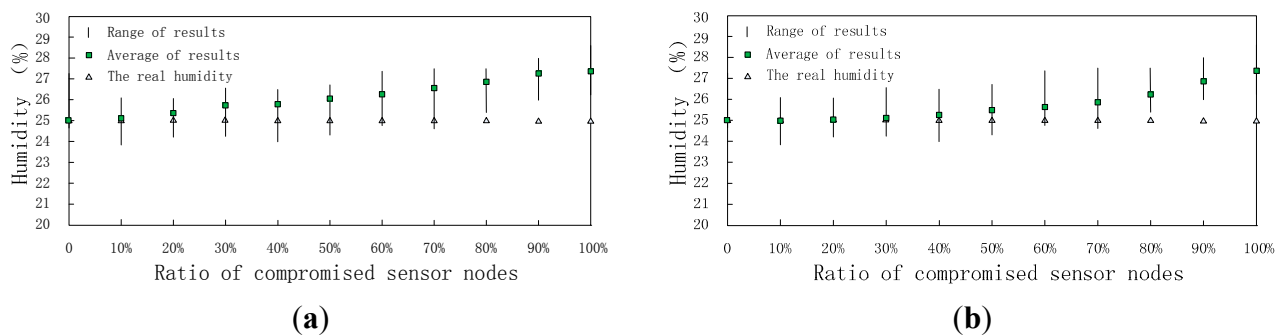 30
29
28
27
26
25
24
23
22
21
20
Humidity (%)
Range of results
Average of results
The real humidity
0 10% 20% 30% 40% 50% 60% 70% 80% 90% 100%
Ratio of compromised sensor nodes
(a)
30
29
28
27
26
25
24
23
22
21
20
Humidity (%)
Range of results
Average of results
The real humidity
0 10% 20% 30% 40% 50% 60% 70% 80% 90% 100%
Ratio of compromised sensor nodes
(b)